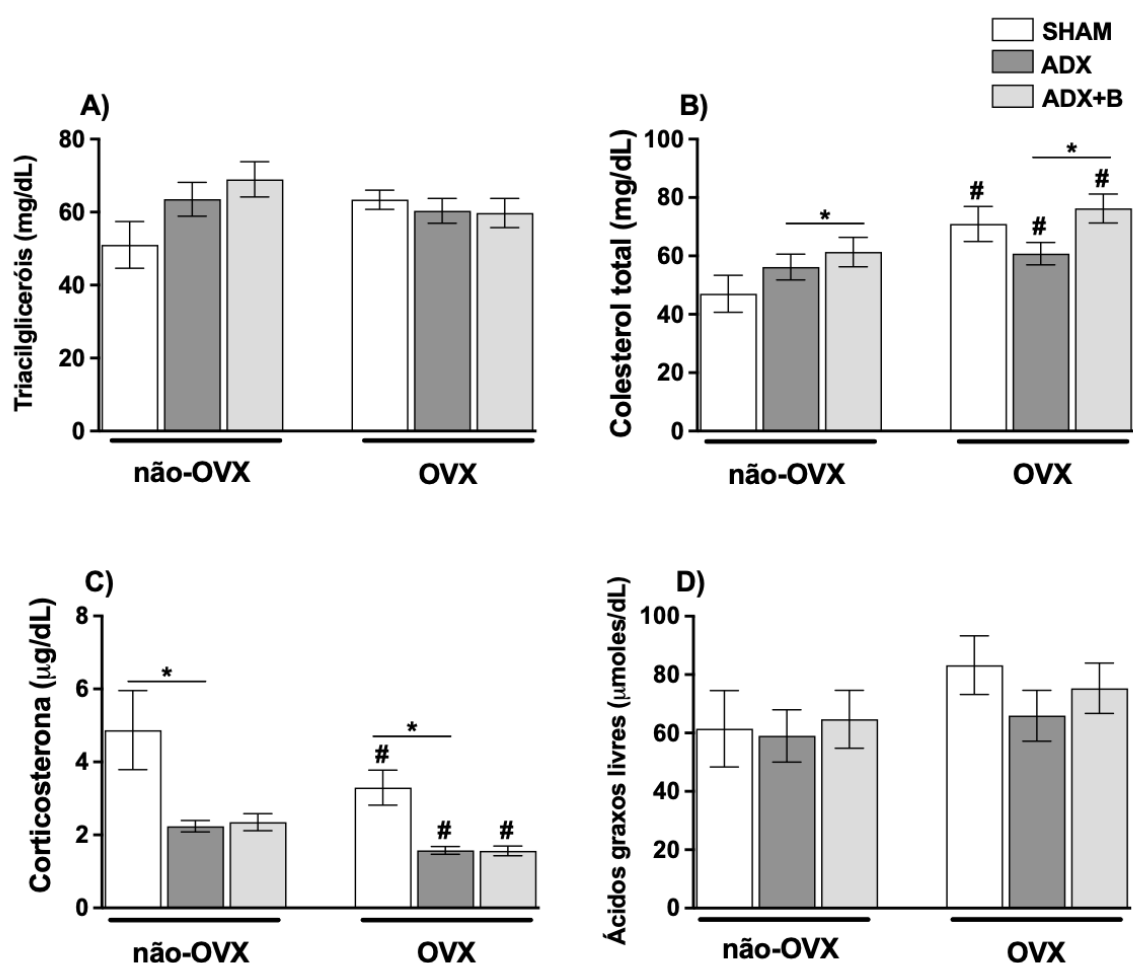 SHAM
ADX
ADX+B
A)
Triacilgliceróis (mg/dL)
80
60
40
20
0
não-OVX
OVX
B)
Colesterol total (mg/dL)
100
80
60
40
20
0
*
#
#
*
#
não-OVX
OVX
C)
Corticosterona (µg/dL)
8
6
4
2
0
*
#
*
#
#
não-OVX
OVX
D)
Ácidos graxos livres (µmoles/dL)
100
80
60
40
20
0
não-OVX
OVX